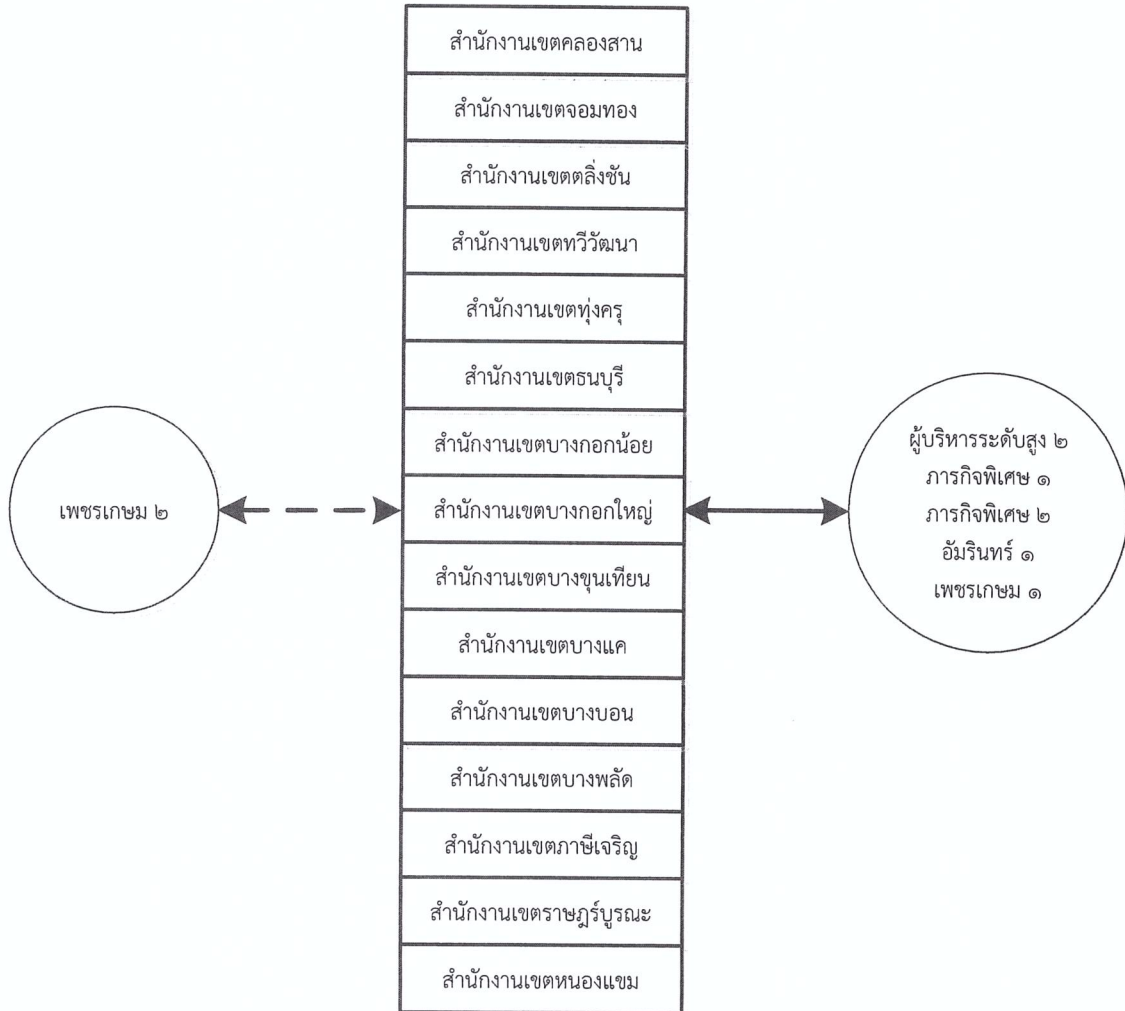 สำนักงานเขตคลองสาน
สำนักงานเขตจอมทอง
สำนักงานเขตตลิ่งชัน
สำนักงานเขตทวีวัฒนา
สำนักงานเขตทุ่งครุ
สำนักงานเขตธนบุรี
สำนักงานเขตบางกอกน้อย
สำนักงานเขตบางกอกใหญ่
สำนักงานเขตบางขุนเทียน
สำนักงานเขตบางแค
สำนักงานเขตบางบอน
สำนักงานเขตบางพลัด
สำนักงานเขตภาษีเจริญ
สำนักงานเขตราษฎร์บูรณะ
สำนักงานเขตหนองแขม
เพชรเกษม ๒
ผู้บริหารระดับสูง ๒
ภารกิจพิเศษ ๑
ภารกิจพิเศษ ๒
อัมรินทร์ ๑
เพชรเกษม ๑